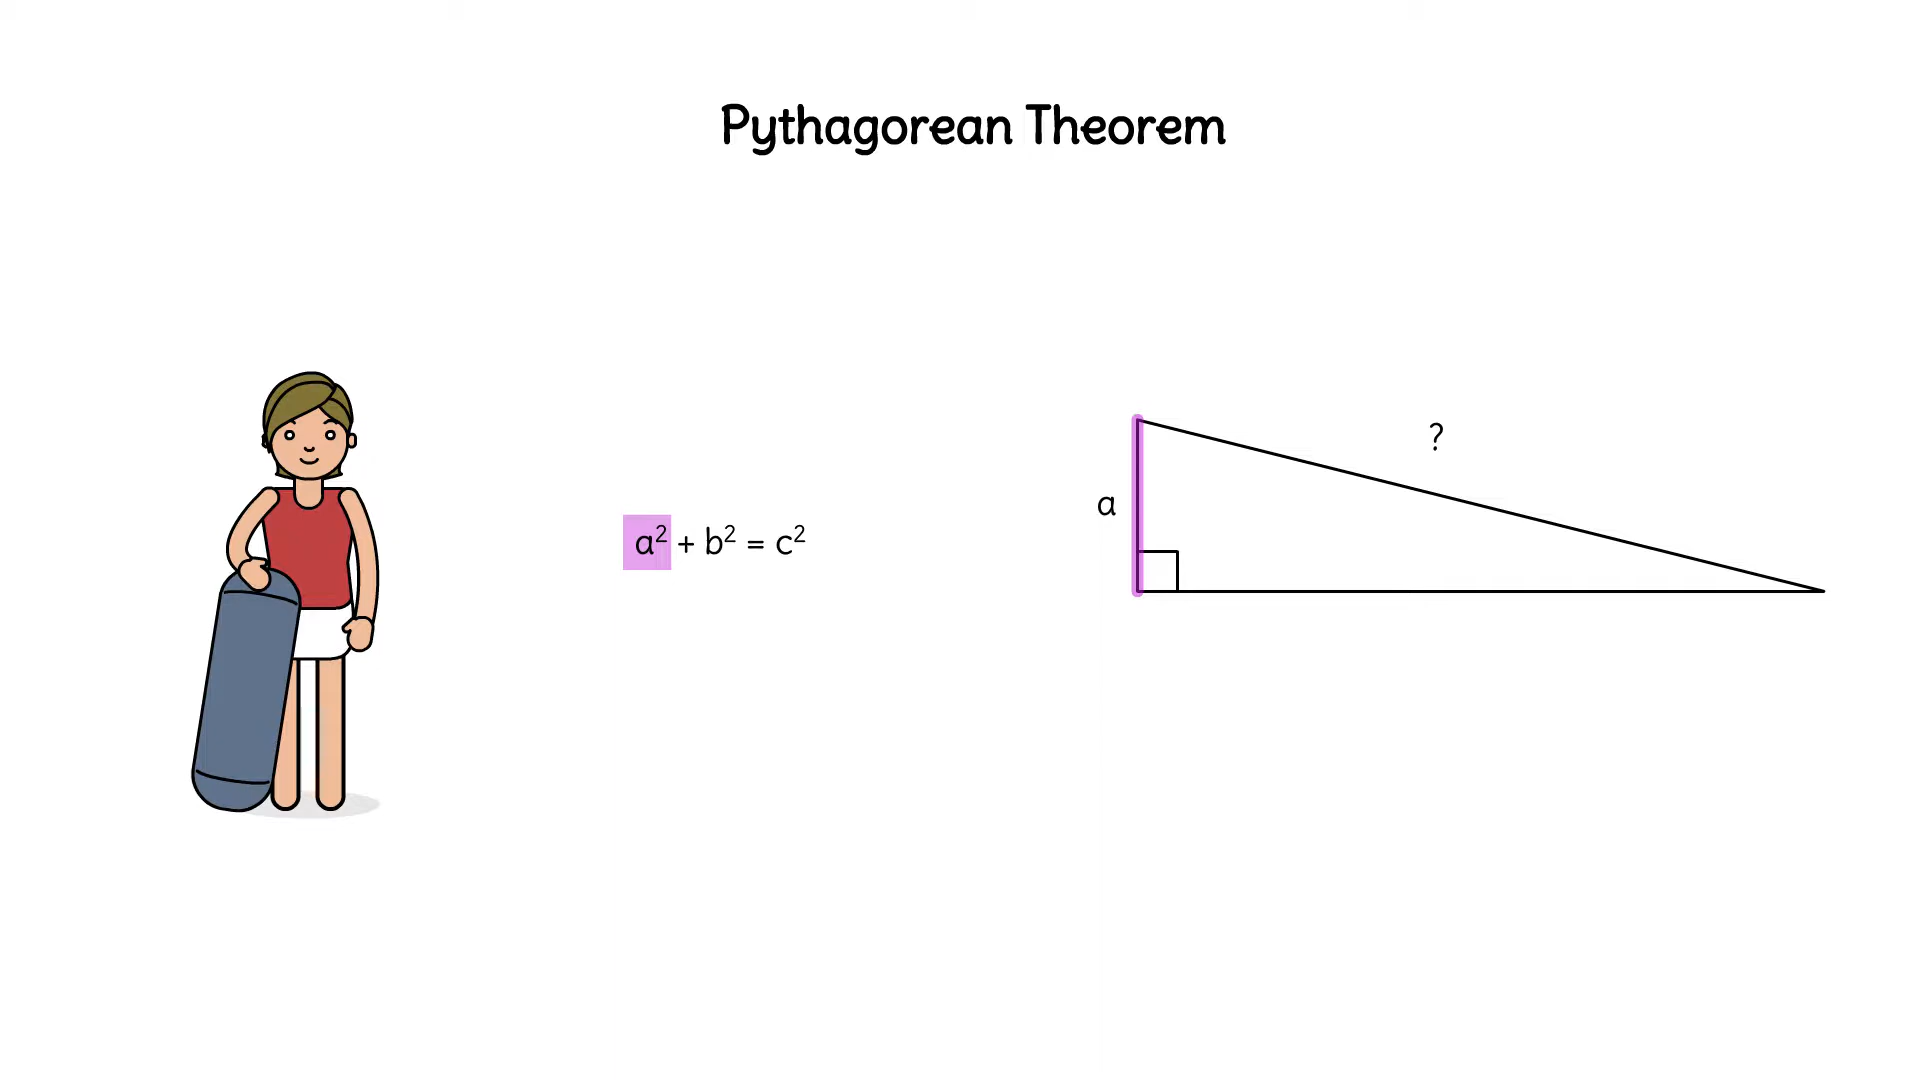 Pythagorean Theorem
?
a
a² + b² = c²